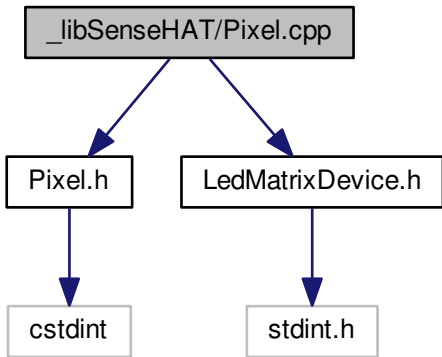 _libSenseHAT/Pixel.cpp
Pixel.h
LedMatrixDevice.h
cstdint
stdint.h